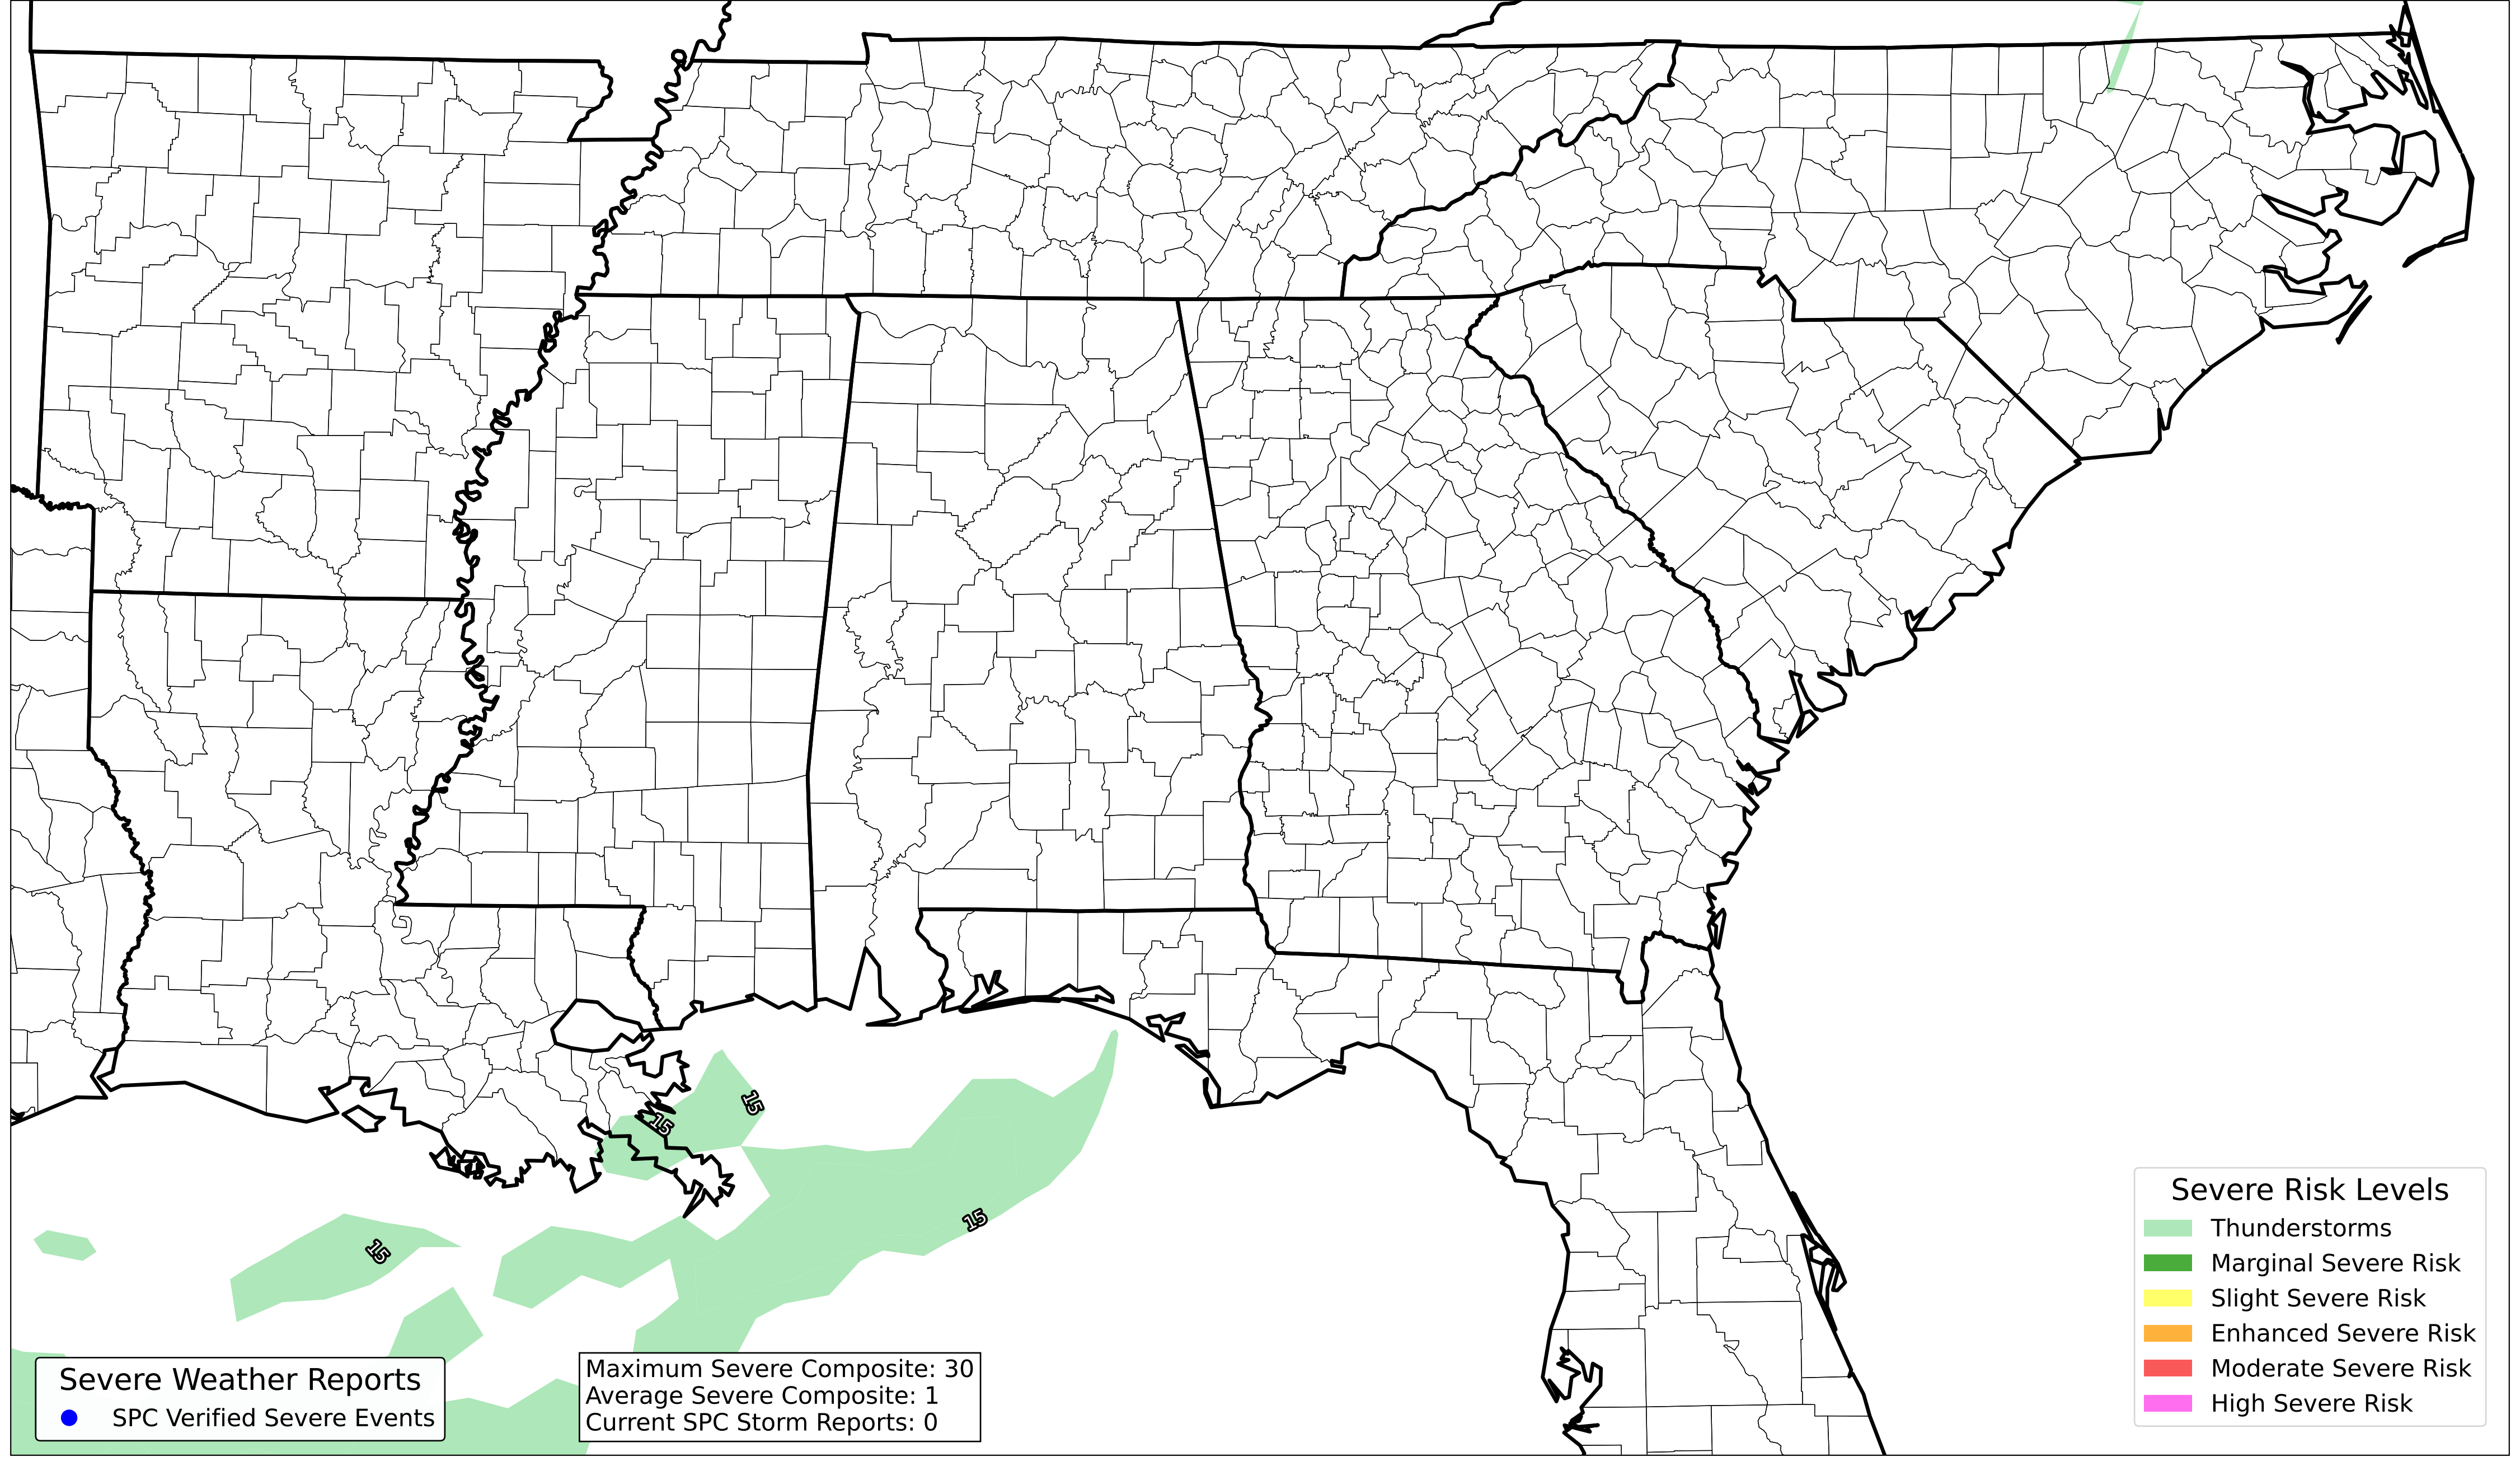 15
15
15
15
Severe Weather Reports
SPC Verified Severe Events
Maximum Severe Composite: 30
Average Severe Composite: 1
Current SPC Storm Reports: 0
Severe Risk Levels
Thunderstorms
Marginal Severe Risk
Slight Severe Risk
Enhanced Severe Risk
Moderate Severe Risk
High Severe Risk